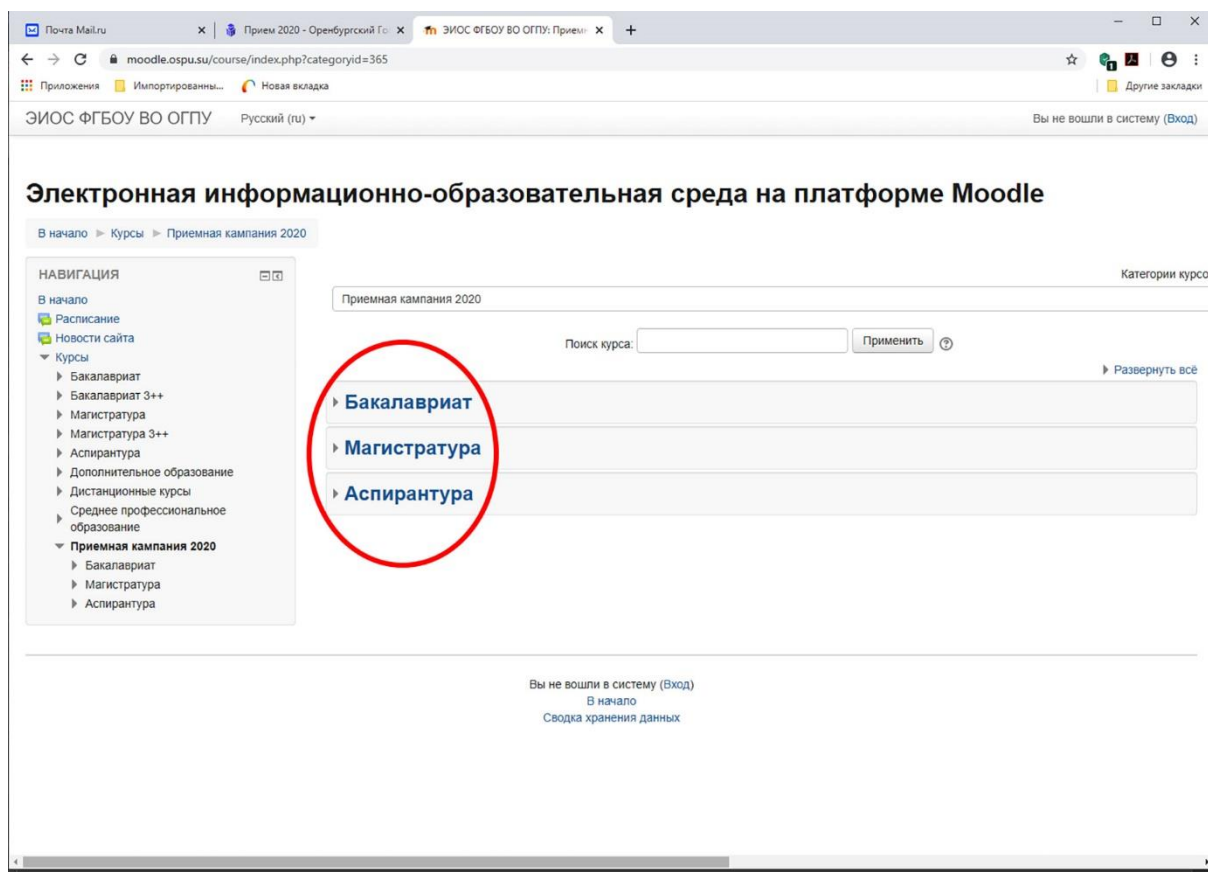 Почта Mail.ru
Прием 2020 - Оренбургский Го
ЭИОС ФГБОУ ВО ОГПУ: Прием
moodle.ospu.su/course/index.php?categoryid=365
1
Приложения Импортированны... Новая вкладка Другие закладки
ЭИОС ФГБОУ ВО ОГПУ Русский (ru) Вы не вошли в систему (Вход)
Электронная информационно-образовательная среда на платформе Moodle
В начало Курсы Приемная кампания 2020
НАВИГАЦИЯ
В начало
Расписание
Новости сайта
Курсы
Бакалавриат
Бакалавриат 3++
Магистратура
Магистратура 3++
Аспирантура
Дополнительное образование
Дистанционные курсы
Среднее профессиональное
образование
Приемная кампания 2020
Бакалавриат
Магистратура
Аспирантура
Категории курсо
Приемная кампания 2020
Поиск курса: Применить
Развернуть всё
Бакалавриат
Магистратура
Аспирантура
Вы не вошли в систему (Вход)
В начало
Сводка хранения данных